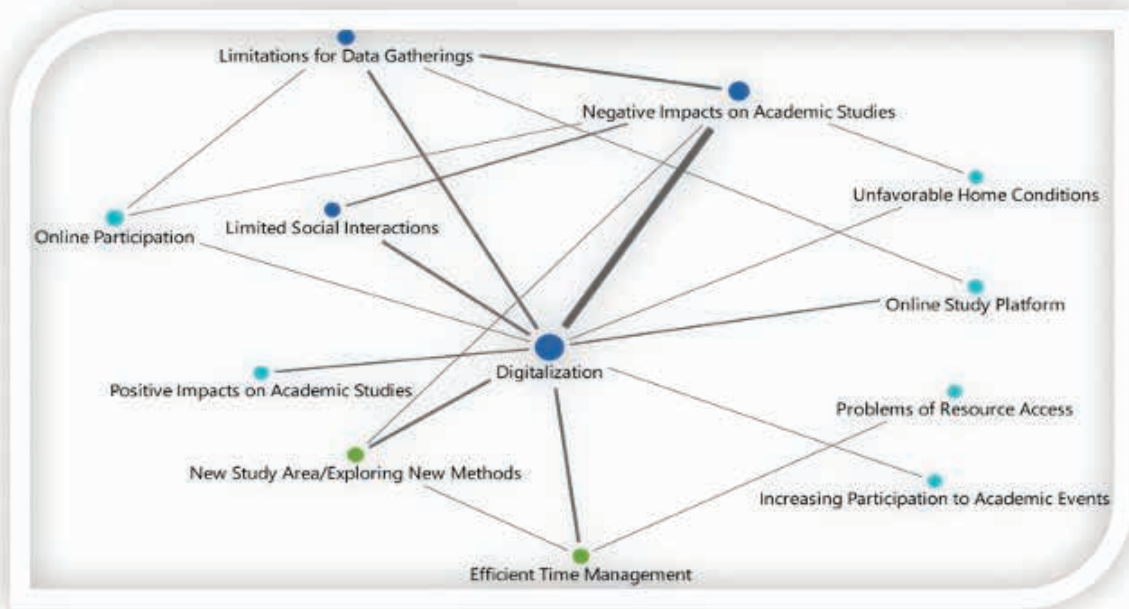 Limitations for Data Gatherings
Negative Impacts on Academic Studies
Unfavorable Home Conditions
Limited Social Interactions
Online Participation
Online Study Platform
Digitalization
Positive Impacts on Academic Studies
Problems of Resource Access
New Study Area/Exploring New Methods
Increasing Participation to Academic Events
Efficient Time Management